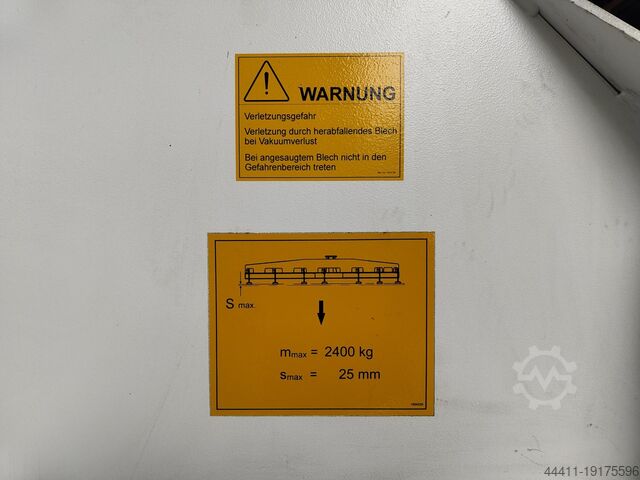 WARNUNG
Verletzungsgefahr
Verletzung durch herabfallendes Blech
bei Vakuumverlust
Bei angesaugtem Blech nicht in den
Gefahrenbereich treten
S max.
mmax = 2400 kg
smax = 25 mm
44411-19175596